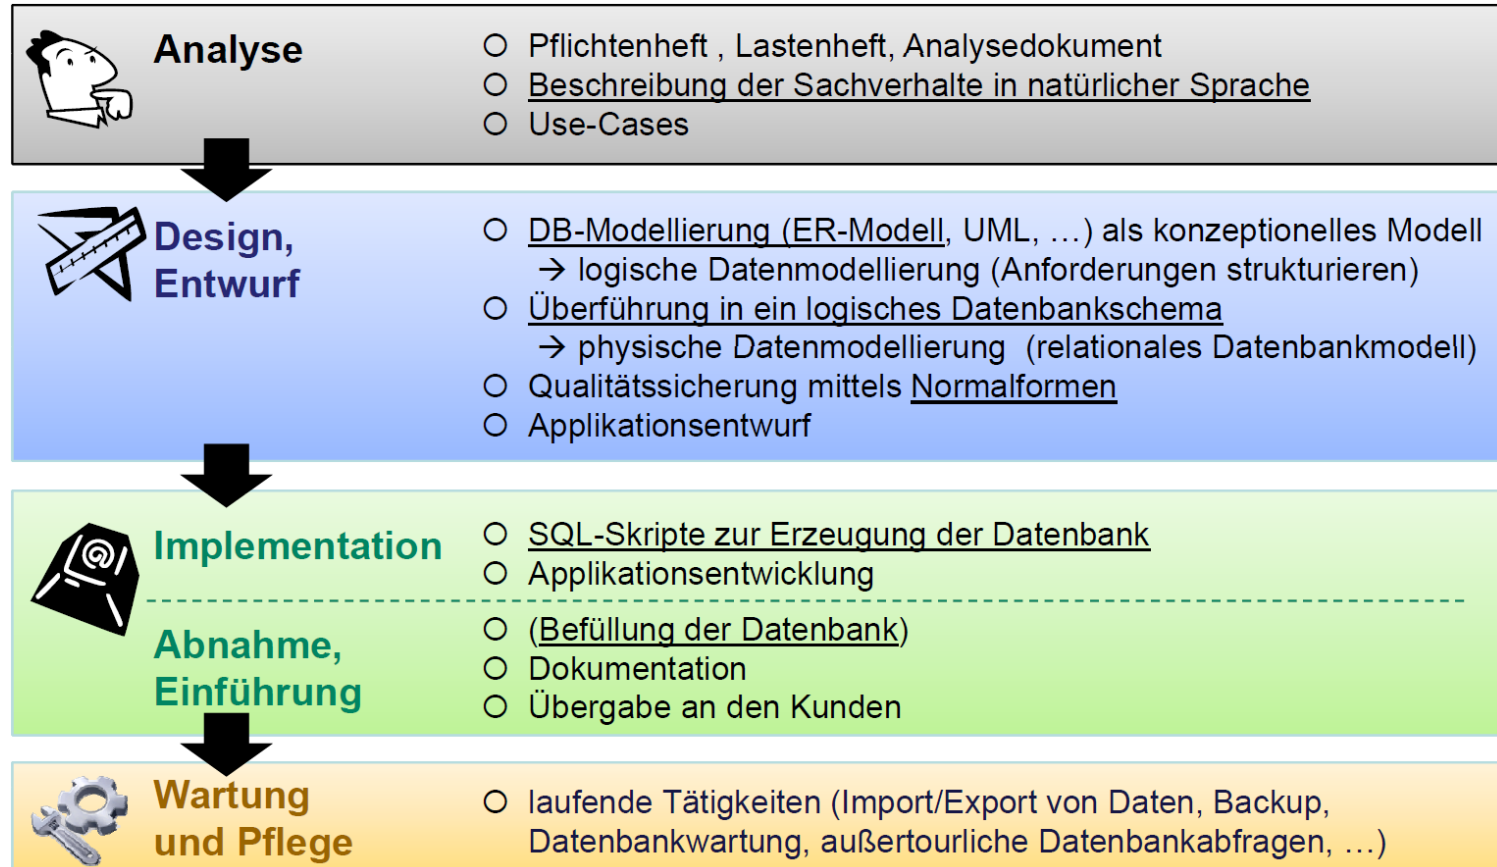 Analyse
O Pflichtenheft , Lastenheft, Analysedokument
O Beschreibung der Sachverhalte in natürlicher Sprache
O Use-Cases
Design,
Entwurf
O DB-Modellierung (ER-Modell, UML, …) als konzeptionelles Modell
→ logische Datenmodellierung (Anforderungen strukturieren)
O Überführung in ein logisches Datenbankschema
→ physische Datenmodellierung (relationales Datenbankmodell)
O Qualitätssicherung mittels Normalformen
O Applikationsentwurf
@
Implementation
O SQL-Skripte zur Erzeugung der Datenbank
O Applikationsentwicklung
Abnahme,
Einführung
O (Befüllung der Datenbank)
O Dokumentation
O Übergabe an den Kunden
Wartung
und Pflege
O laufende Tätigkeiten (Import/Export von Daten, Backup,
Datenbankwartung, außertourliche Datenbankabfragen, …)